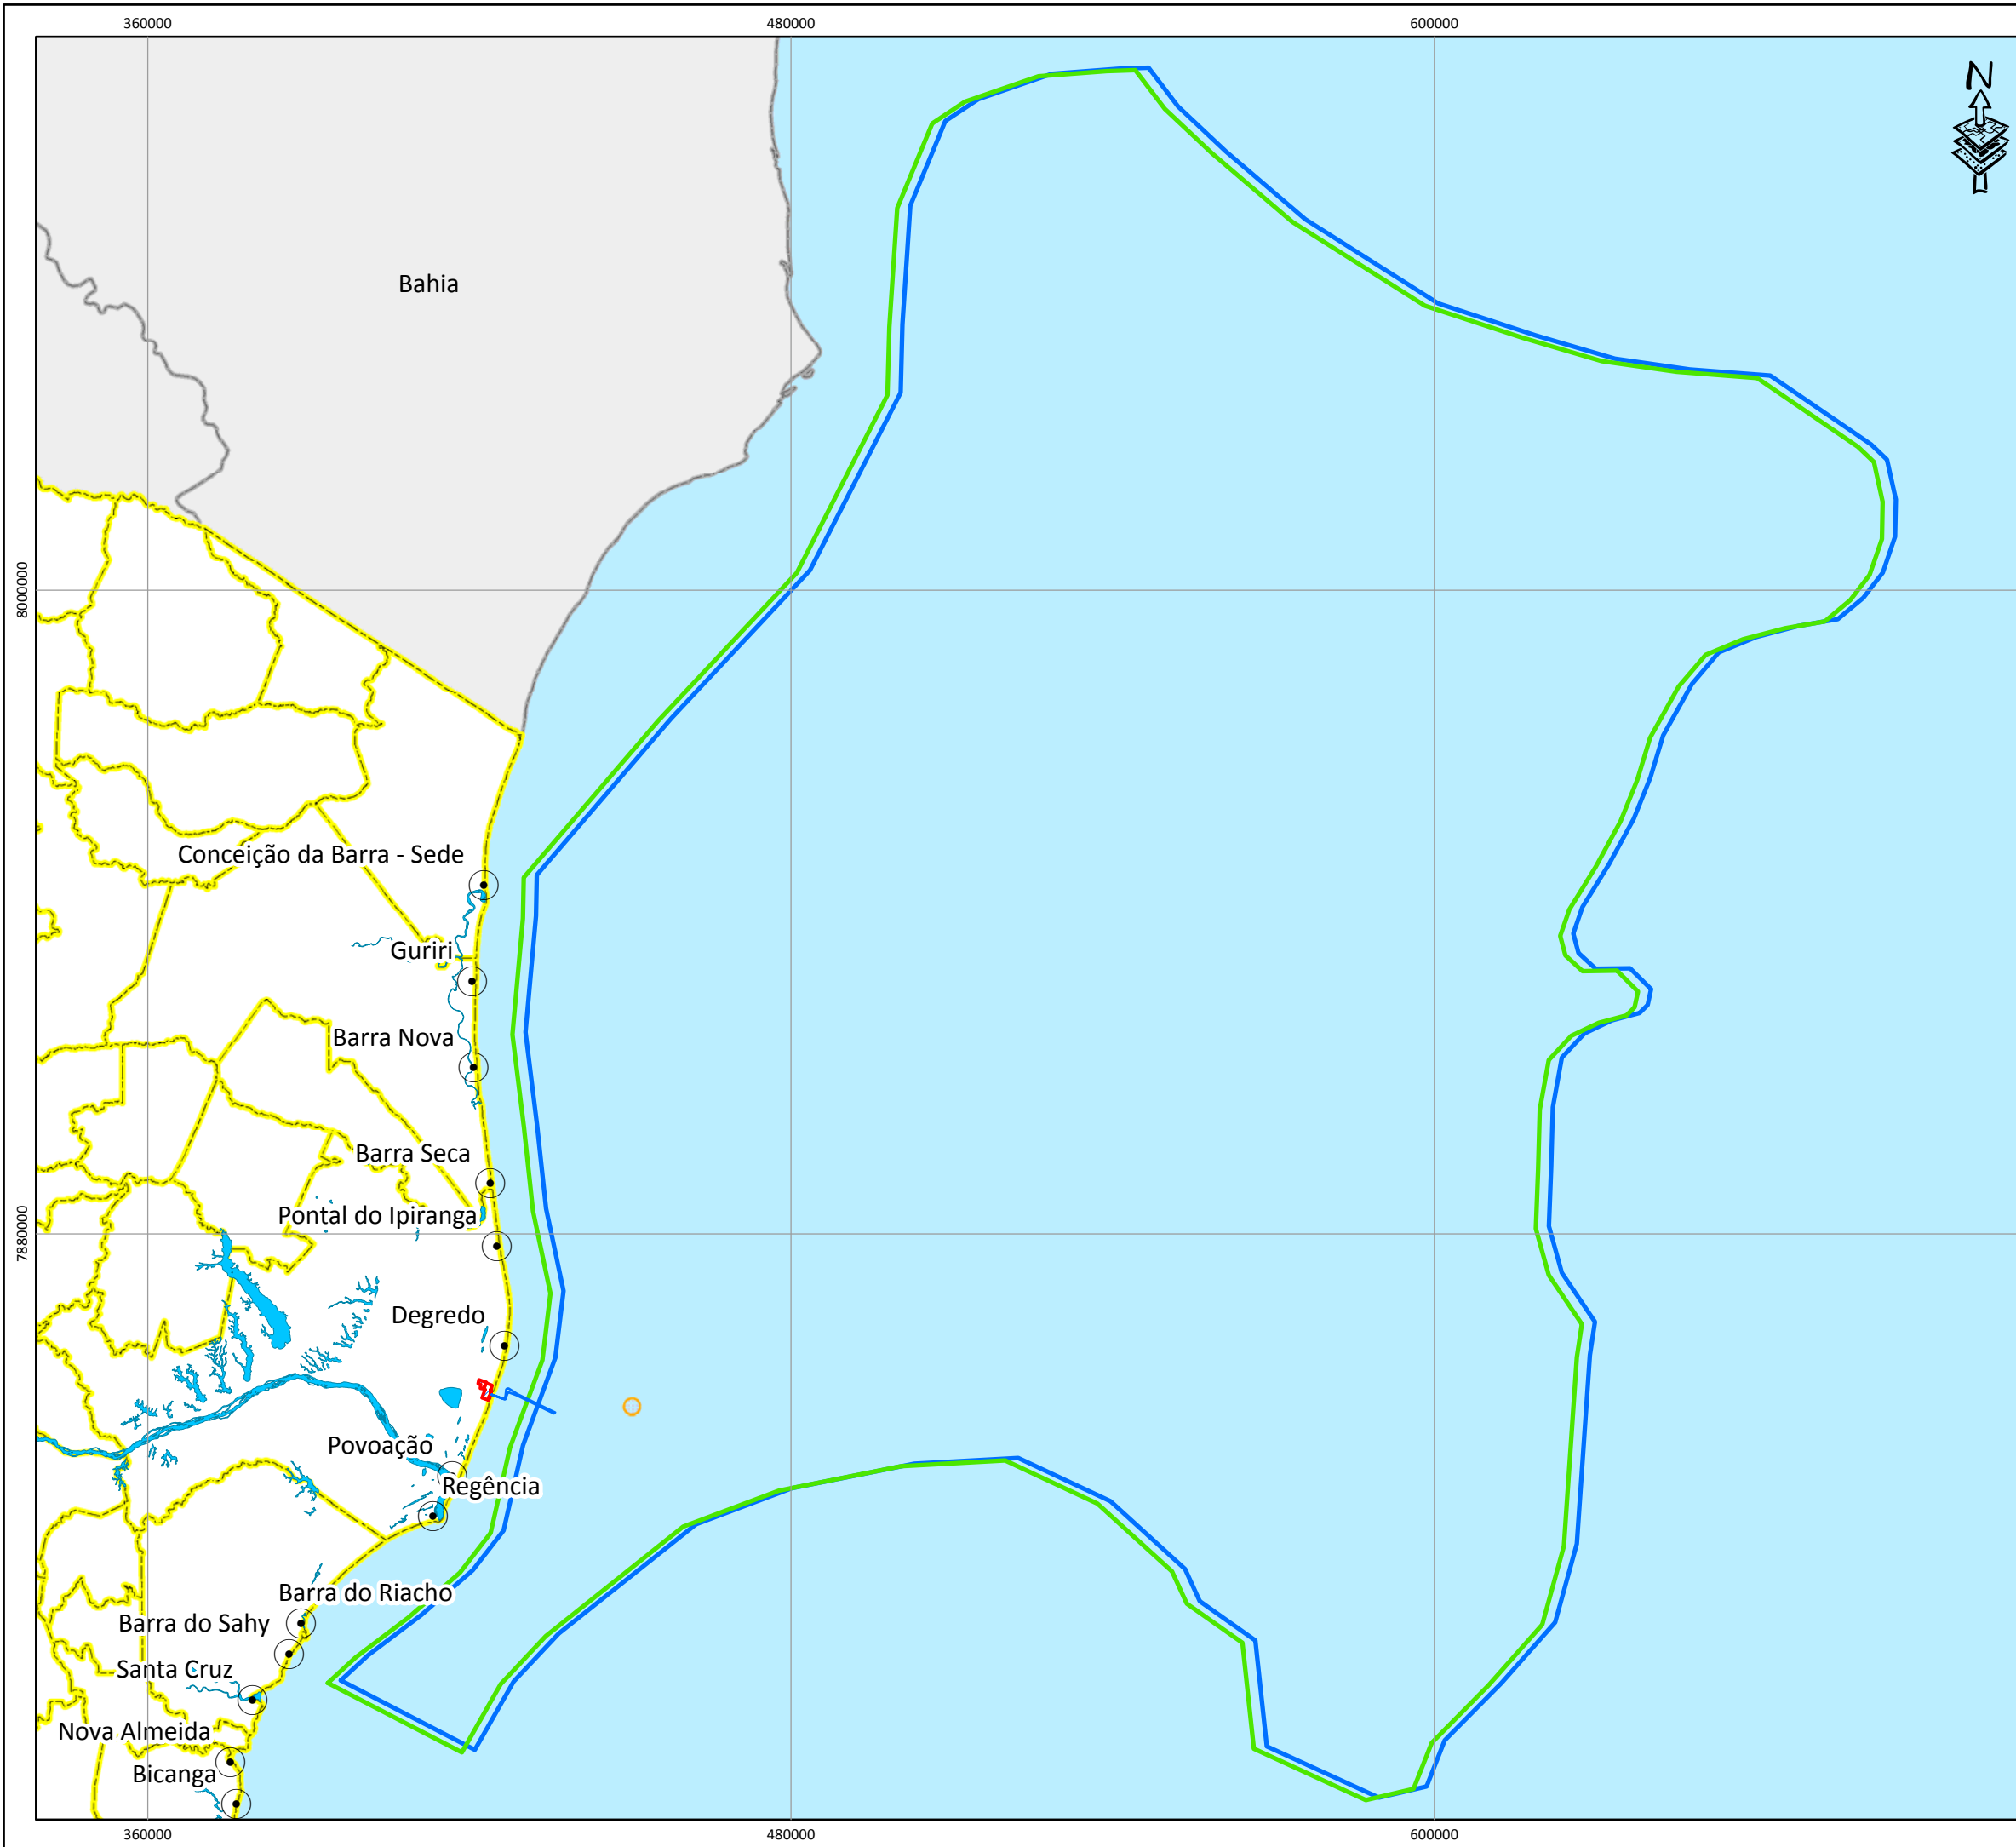 360000 480000 600000
N
Bahia
8000000
Conceição da Barra - Sede
Guriri
Barra Nova
Barra Seca
Pontal do Ipiranga
7880000
Degredo
Povoação
Regência
Barra do Riacho
Barra do Sahy
Santa Cruz
Nova Almeida
Bicanga
360000 480000 600000